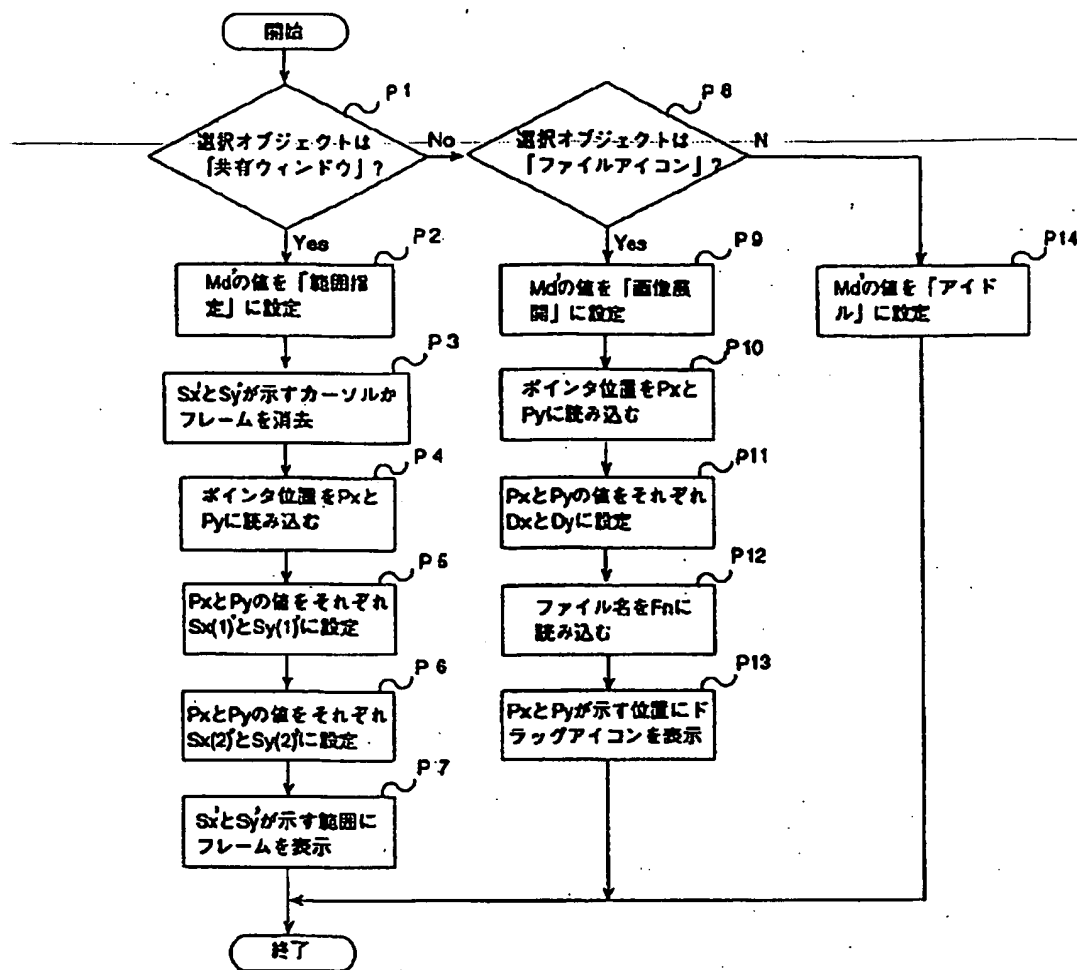 開始
P1
選択オブジェクトは
「共有ウィンドウ」?
No
Yes
P2
Md'の値を「範囲指
定」に設定
P3
Sx'とSy'が示すカーソルか
フレームを消去
P4
ポインタ位置をPxと
Pyに読み込む
P5
PxとPyの値をそれぞれ
Sx(1)'とSy(1)'に設定
P6
PxとPyの値をそれぞれ
Sx(2)'とSy(2)'に設定
P7
Sx'とSy'が示す範囲に
フレームを表示
終了
P8
選択オブジェクトは
「ファイルアイコン」?
N
Yes
P9
Md'の値を「画像展
開」に設定
P10
ポインタ位置をPxと
Pyに読み込む
P11
PxとPyの値をそれぞれ
DxとDyに設定
P12
ファイル名をFnに
読み込む
P13
PxとPyが示す位置にド
ラッグアイコンを表示
P14
Md'の値を「アイド
ル」に設定